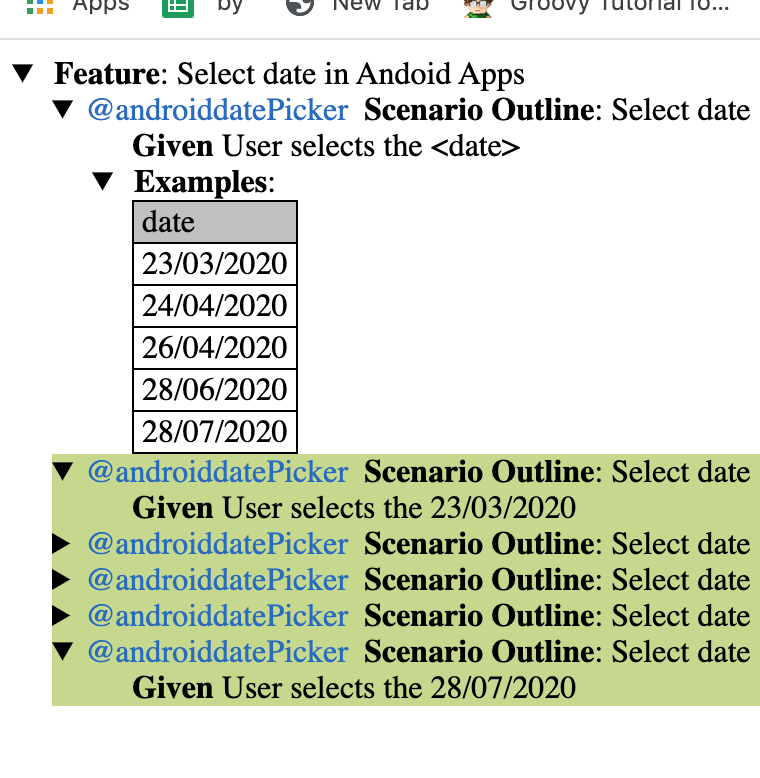 Apps by New Tab Groovy Tutorial fo...
Feature: Select date in Andoid Apps
@androiddatePicker Scenario Outline: Select date
Given User selects the <date>
Examples:
date
23/03/2020
24/04/2020
26/04/2020
28/06/2020
28/07/2020
@androiddatePicker Scenario Outline: Select date
Given User selects the 23/03/2020
@androiddatePicker Scenario Outline: Select date
@androiddatePicker Scenario Outline: Select date
@androiddatePicker Scenario Outline: Select date
@androiddatePicker Scenario Outline: Select date
Given User selects the 28/07/2020